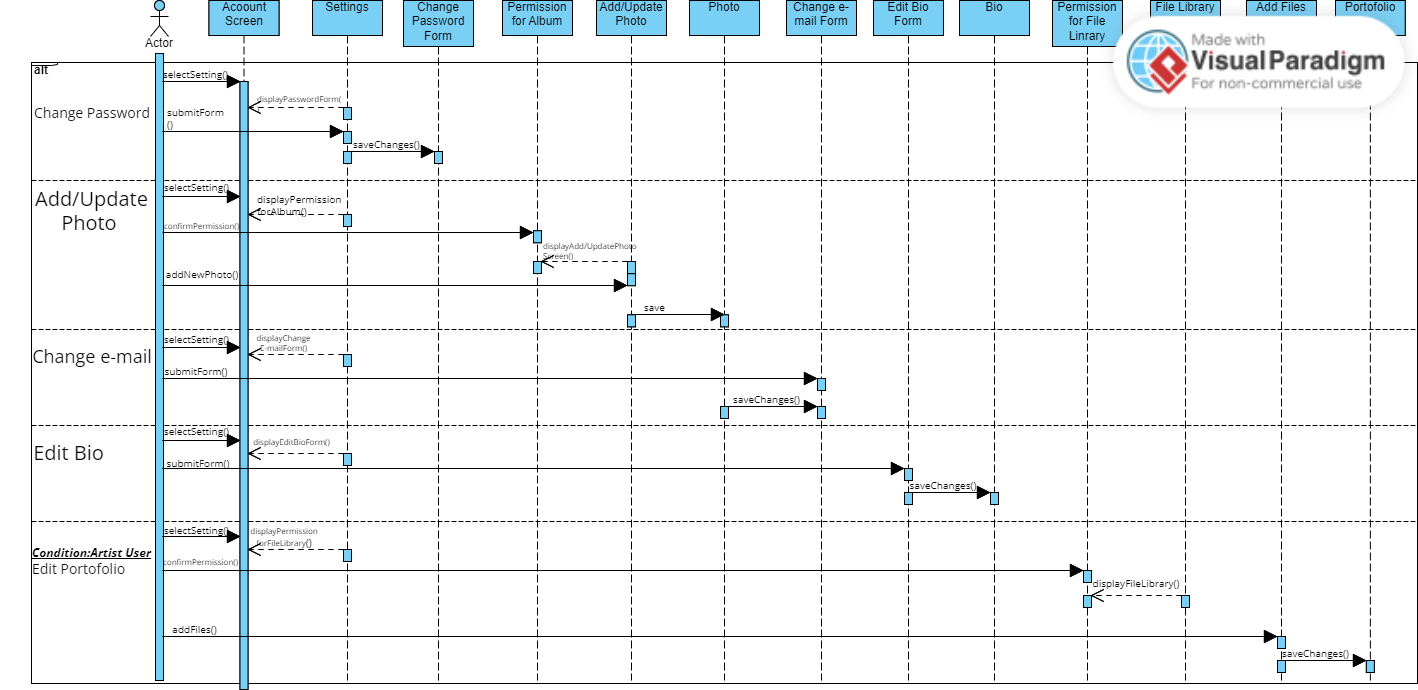 Acoount
Screen
Settings
Change
Password
Form
Permission
for Album
Add/Update
Photo
Photo
Change e-
mail Form
Edit Bio
Form
Bio
Permission
for File
Linrary
File Library
Add Files
Portofolio
Actor
Made with
Visual Paradigm
For non-commercial use
alt
selectSetting()
displayPasswordForm(
Change Password
submitForm
()
saveChanges()
selectSetting()
Add/Update
Photo
displayPermission
forAlbum()
confirmPermission()
displayAdd/UpdatePhoto
Screen()
addNewPhoto()
save
selectSetting()
displayChange
E-mailForm()
Change e-mail
submitForm()
saveChanges()
selectSetting()
displayEditBioForm()
Edit Bio
submitForm()
saveChanges()
selectSetting()
displayPermission
forFileLibrary()
Condition:Artist User
Edit Portofolio
confirmPermission()
displayFileLibrary()
addFiles()
saveChanges()